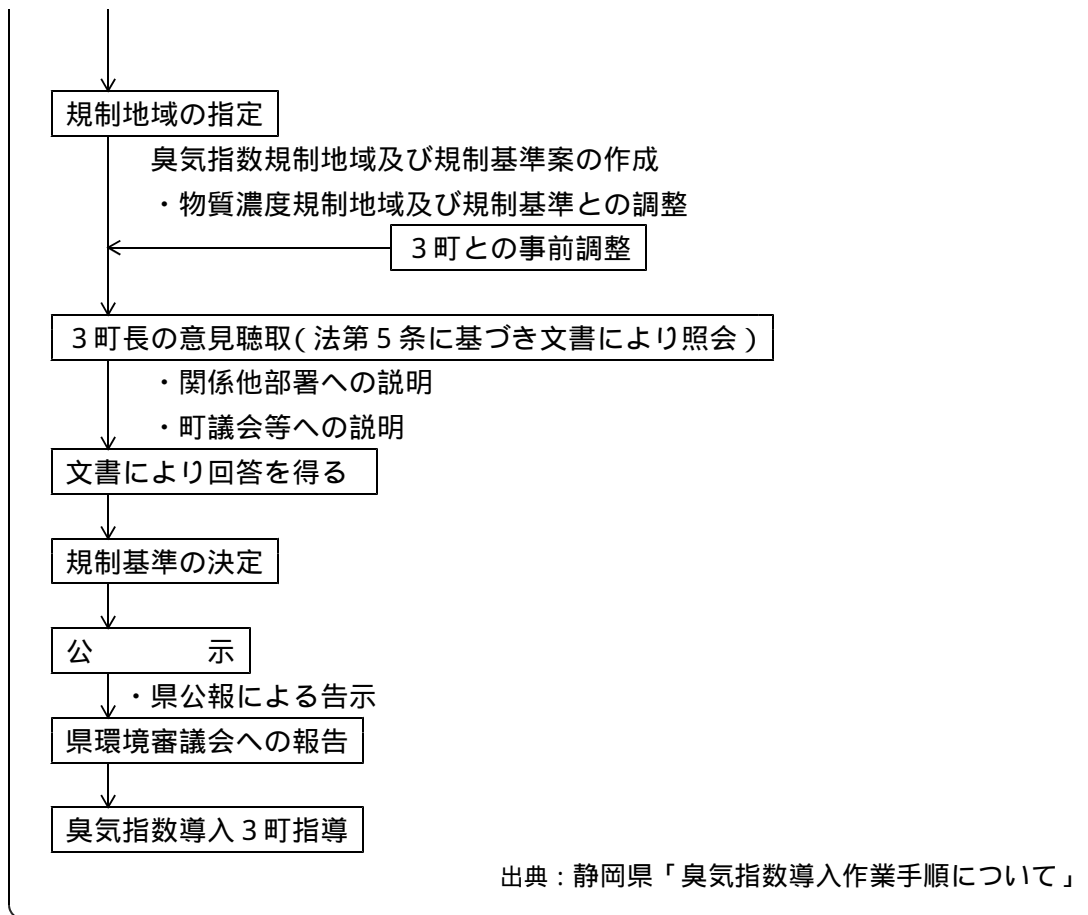 規制地域の指定
臭気指数規制地域及び規制基準案の作成
・物質濃度規制地域及び規制基準との調整
3町との事前調整
3町長の意見聴取(法第5条に基づき文書により照会)
・関係他部署への説明
・町議会等への説明
文書により回答を得る
規制基準の決定
公　　　　示
・県公報による告示
県環境審議会への報告
臭気指数導入3町指導
出典：静岡県「臭気指数導入作業手順について」